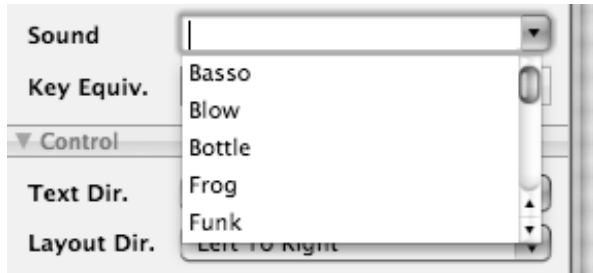 Sound
Basso
Key Equiv.
Blow
Control
Bottle
Text Dir.
Frog
Funk
Layout Dir. Left To Right